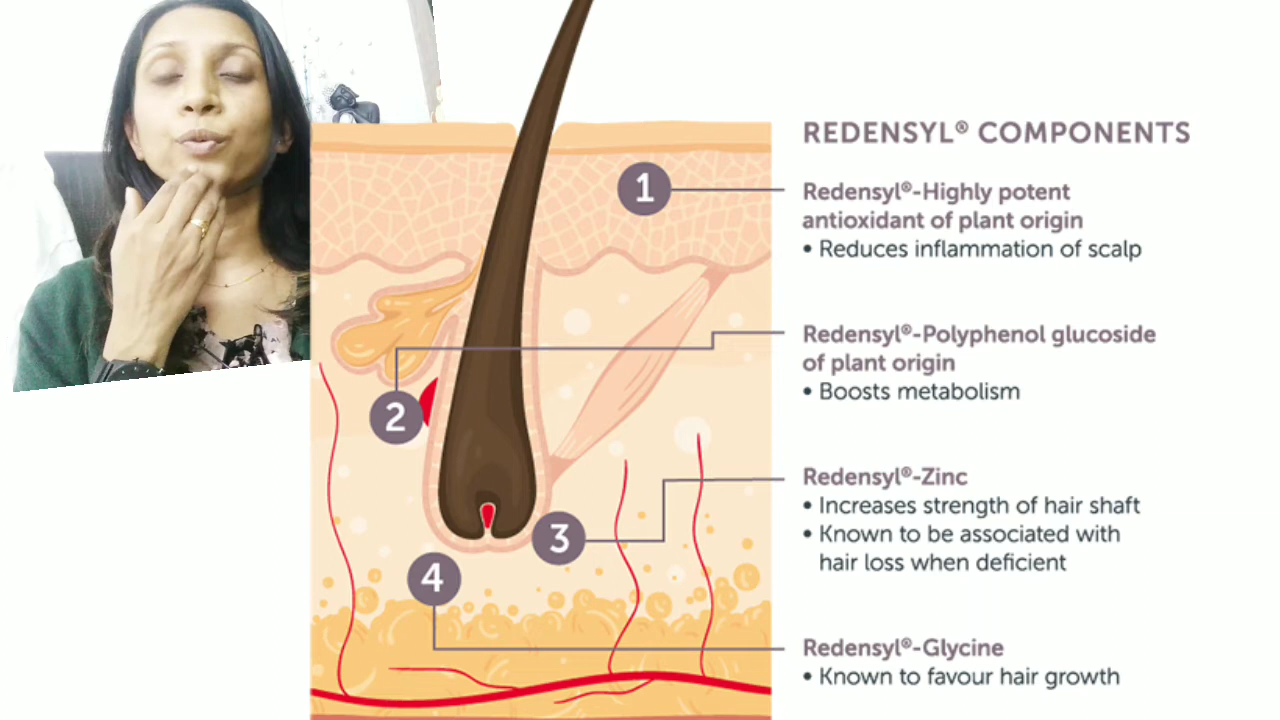 REDENSYL® COMPONENTS
1
Redensyl®-Highly potent
antioxidant of plant origin
• Reduces inflammation of scalp
2
Redensyl®-Polyphenol glucoside
of plant origin
• Boosts metabolism
3
Redensyl®-Zinc
• Increases strength of hair shaft
• Known to be associated with
hair loss when deficient
4
Redensyl®-Glycine
• Known to favour hair growth